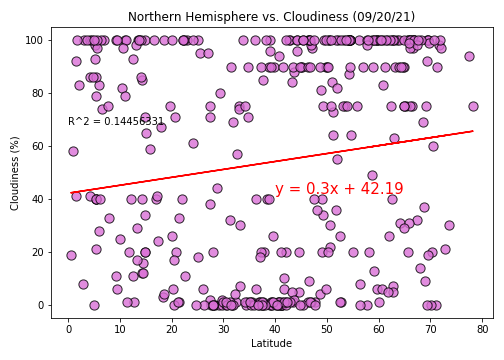 Northern Hemisphere vs. Cloudiness (09/20/21)
100
80
60
40
20
0
Cloudiness (%)
R^2 = 0.14456331
y = 0.3x + 42.19
0 10 20 30 40 50 60 70 80
Latitude